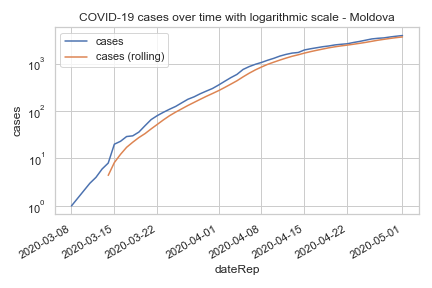 COVID-19 cases over time with logarithmic scale - Moldova
cases
cases (rolling)
10³
10²
10¹
10⁰
cases
2020-03-08
2020-03-15
2020-03-22
2020-04-01
2020-04-08
2020-04-15
2020-04-22
2020-05-01
dateRep